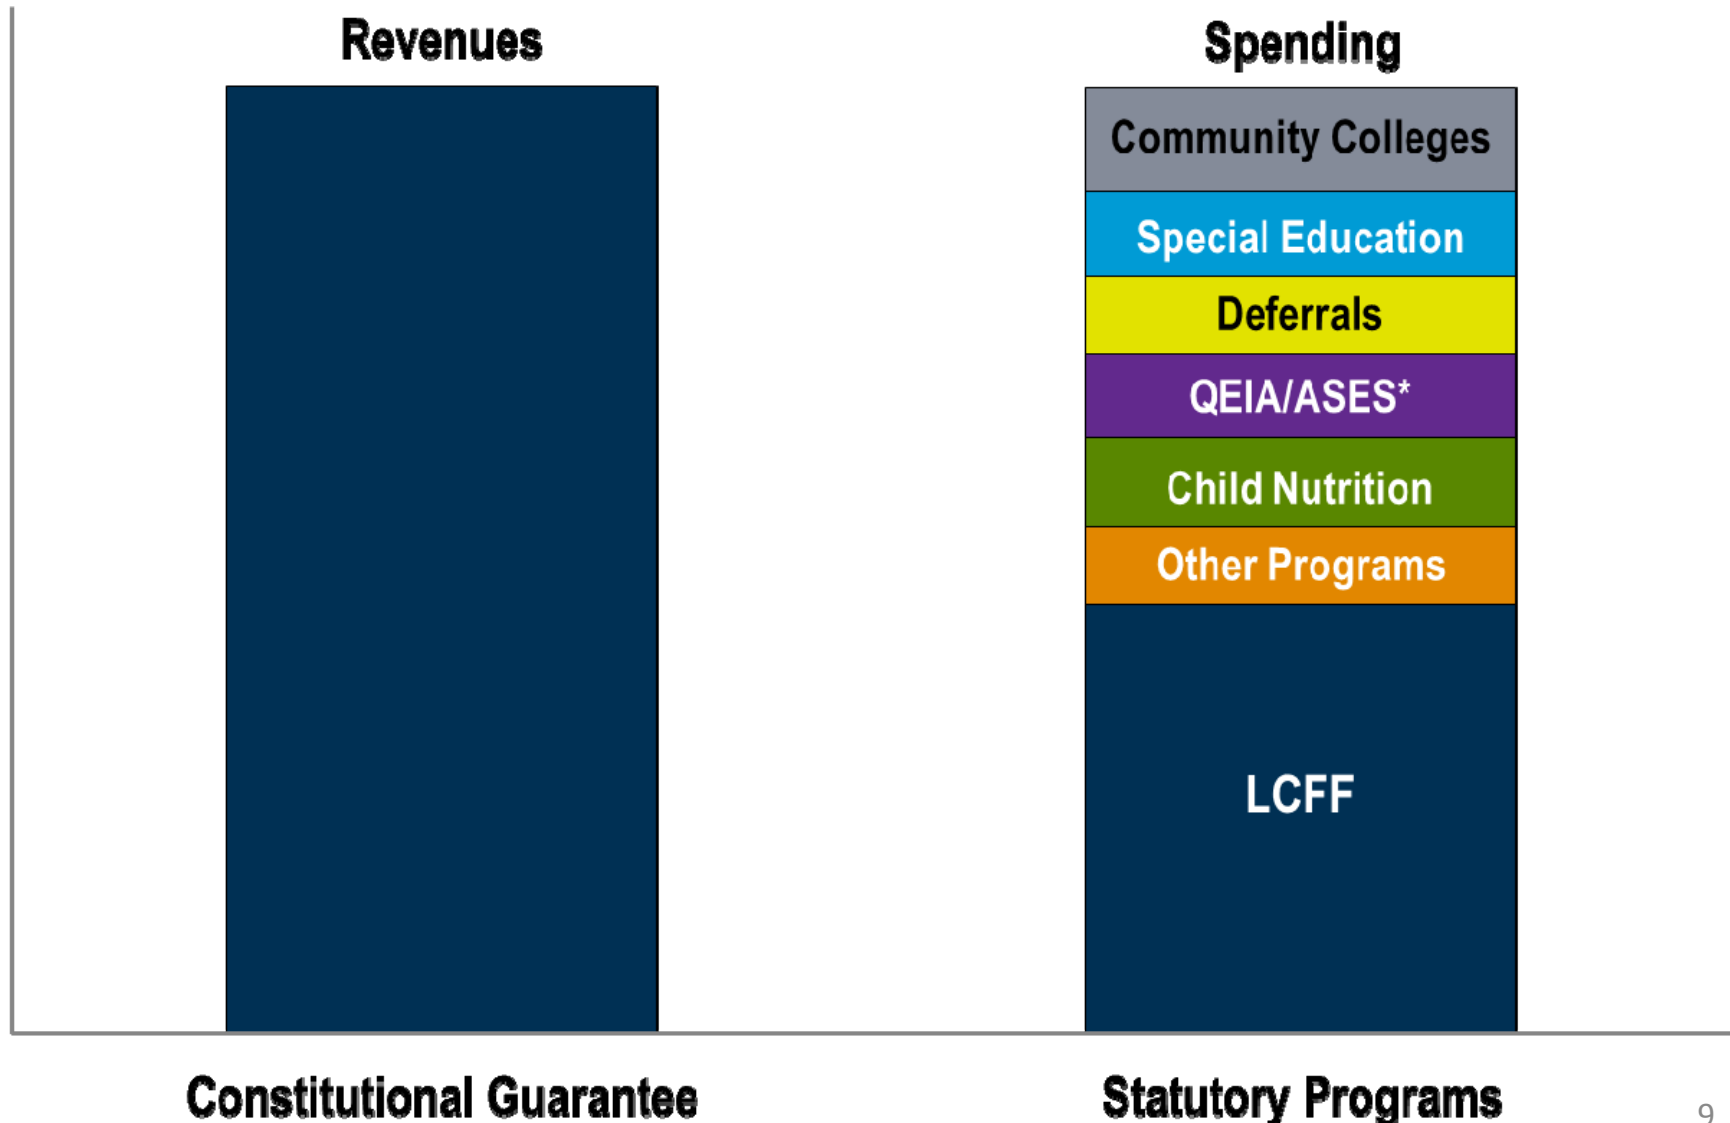 Revenues
Spending
Community Colleges
Special Education
Deferrals
QEIA/ASES*
Child Nutrition
Other Programs
LCFF
Constitutional Guarantee
Statutory Programs
9